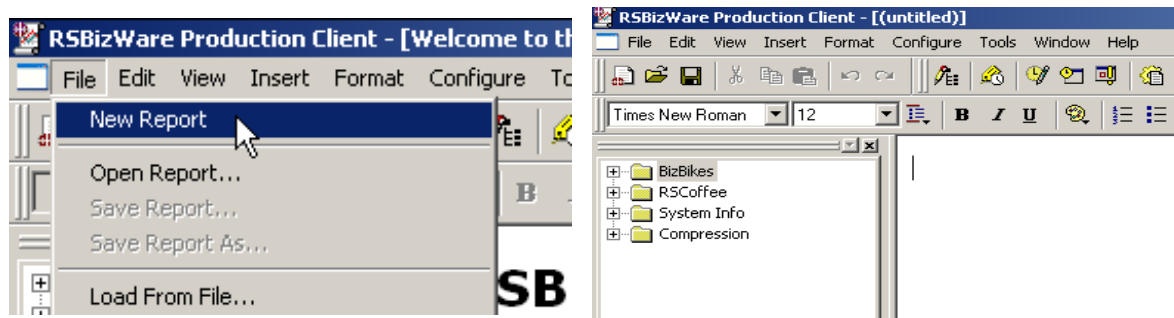 RSBizWare Production Client - [Welcome to th
File Edit View Insert Format Configure To
New Report
Open Report...
Save Report...
Save Report As...
Load From File...
B
RSB
RSBizWare Production Client - [(untitled)]
File Edit View Insert Format Configure Tools Window Help
Times New Roman 12 B I U
BizBikes
RSCoffee
System Info
Compression